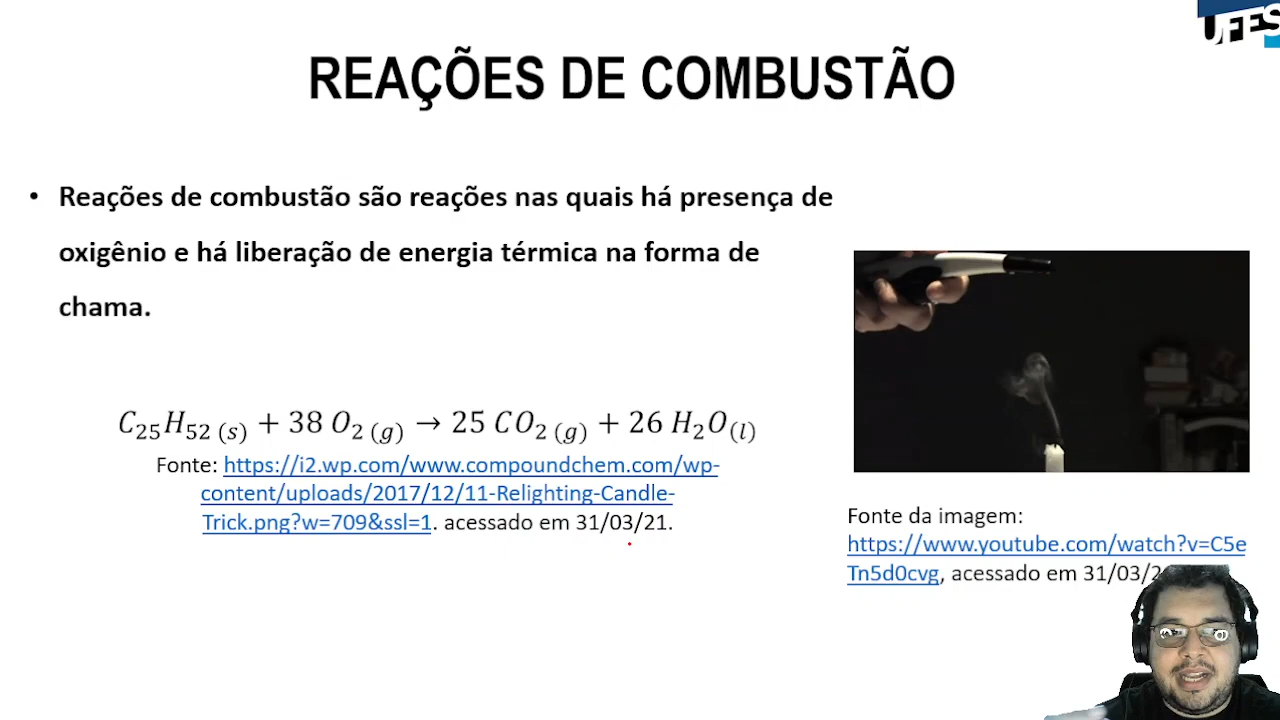 UFES
REAÇÕES DE COMBUSTÃO
• Reações de combustão são reações nas quais há presença de
oxigênio e há liberação de energia térmica na forma de
chama.
C₂₅H₅₂ ₍s₎ + 38 O₂ ₍g₎ → 25 CO₂ ₍g₎ + 26 H₂O₍l₎
Fonte: https://i2.wp.com/www.compoundchem.com/wp-
content/uploads/2017/12/11-Relighting-Candle-
Trick.png?w=709&ssl=1. acessado em 31/03/21.
Fonte da imagem:
https://www.youtube.com/watch?v=C5e
Tn5d0cvg, acessado em 31/03/2